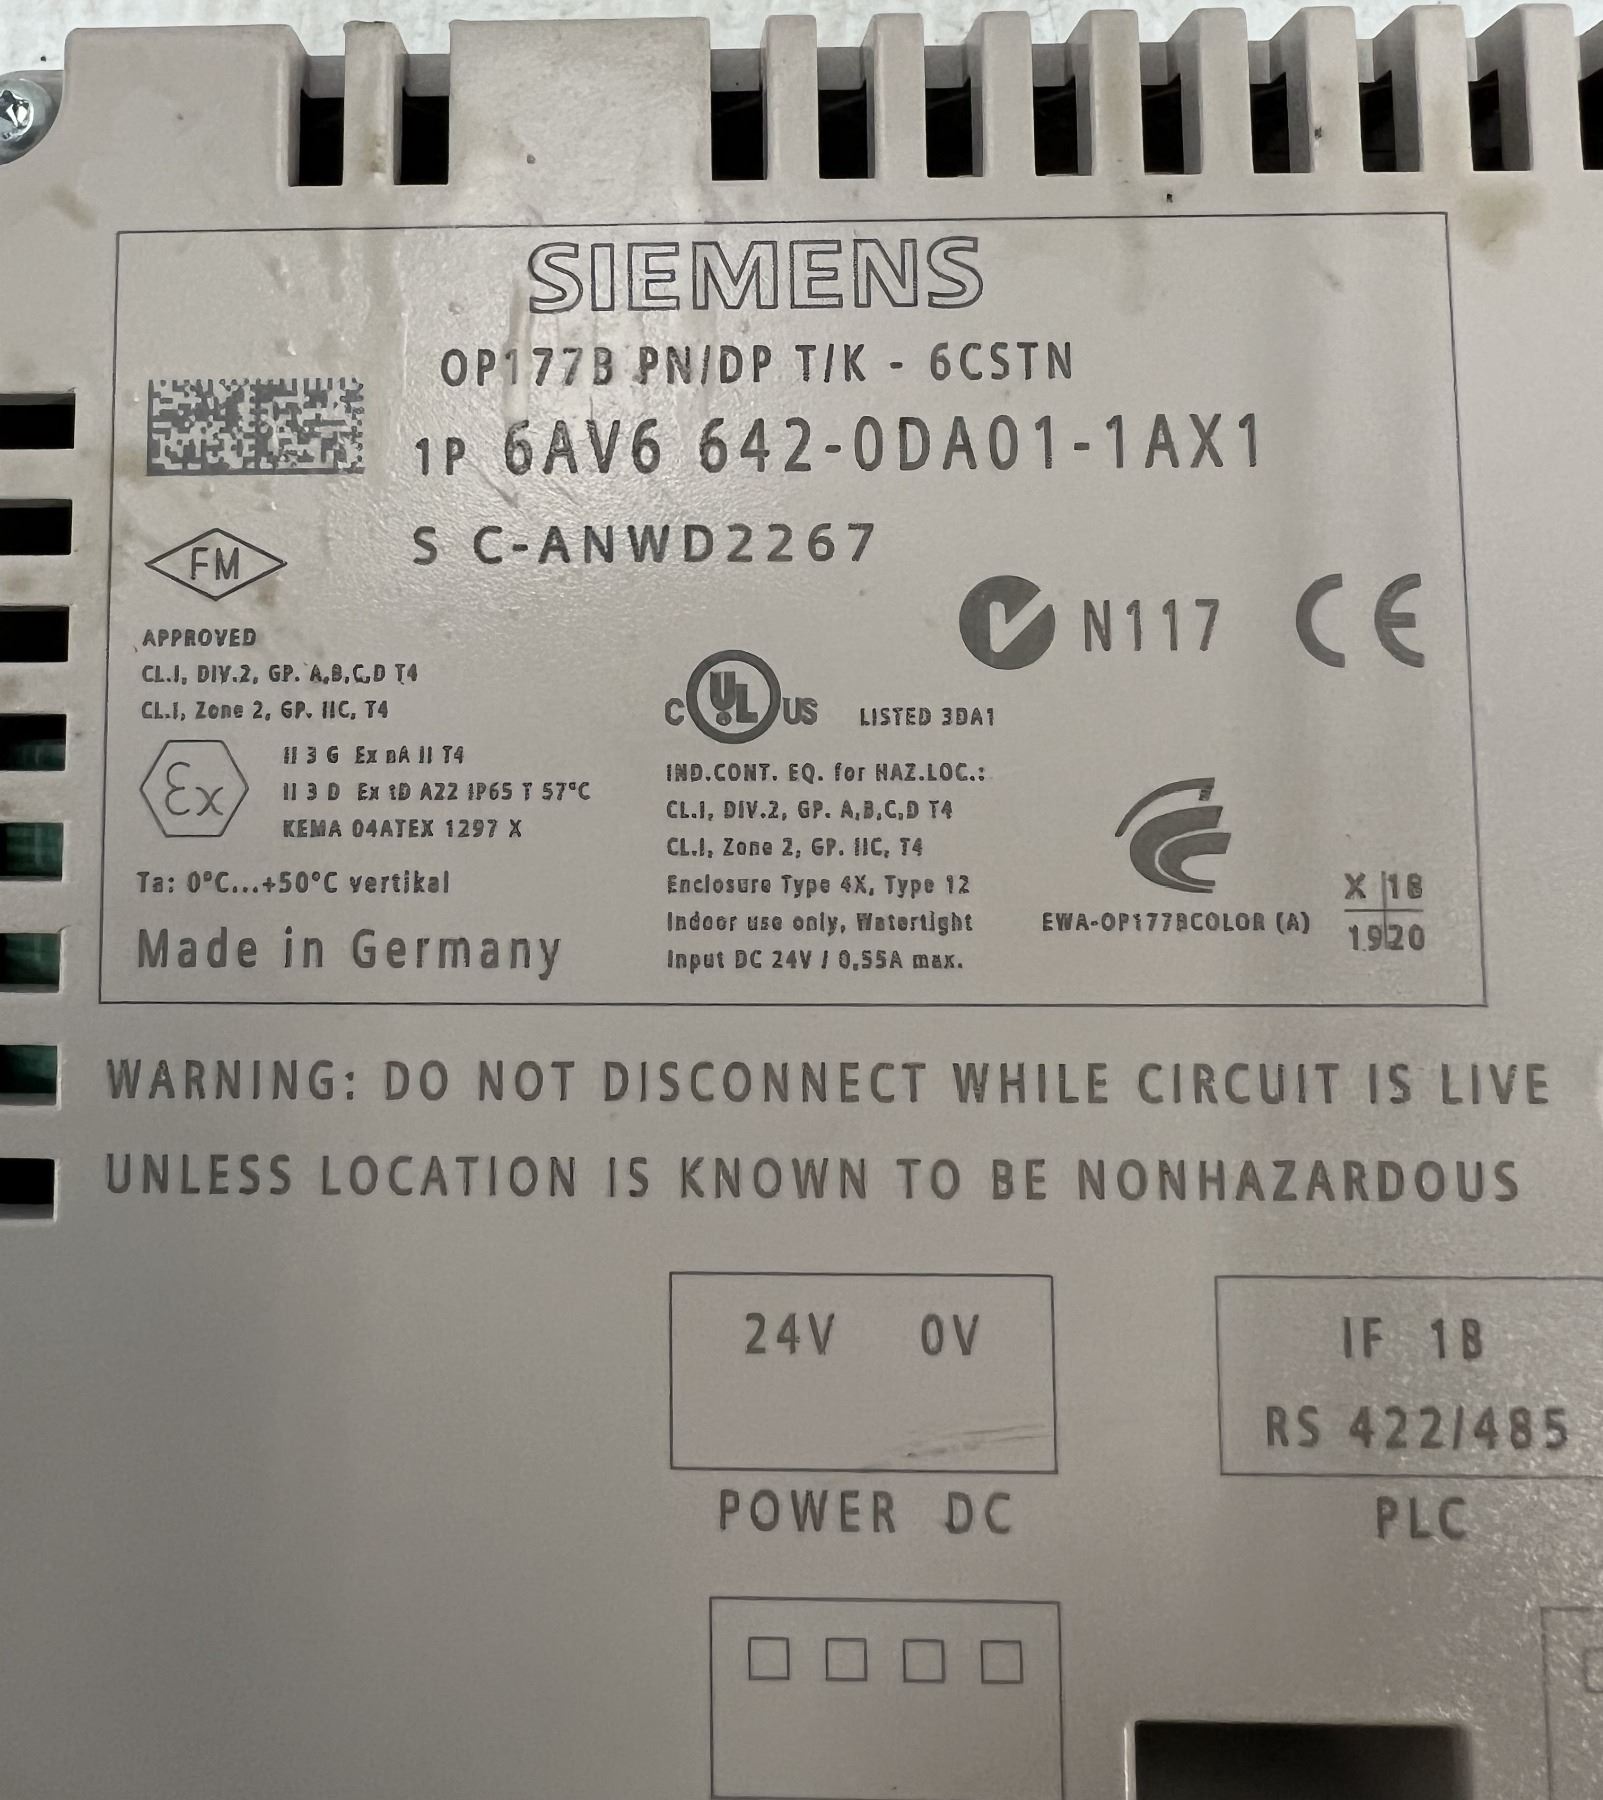 SIEMENS
OP177B PN/DP T/K - 6CSTN
1P 6AV6 642-0DA01-1AX1
S C-ANWD2267
FM
N117 CE
APPROVED
CL.I, DIV.2, GP. A,B,C,D T4
CL.I, Zone 2, GP. IIC, T4
C UL US LISTED 3DA1
Ex
II 3 G Ex nA II T4
II 3 D Ex tD A22 IP65 T 57°C
KEMA 04ATEX 1297 X
IND.CONT. EQ. for HAZ.LOC.:
CL.I, DIV.2, GP. A,B,C,D T4
CL.I, Zone 2, GP. IIC, T4
Enclosure Type 4X, Type 12
Indoor use only, Watertight
Input DC 24V / 0,55A max.
Ta: 0°C...+50°C vertikal
Made in Germany
EWA-OP177BCOLOR (A)
X 18
19 20
WARNING: DO NOT DISCONNECT WHILE CIRCUIT IS LIVE
UNLESS LOCATION IS KNOWN TO BE NONHAZARDOUS
24V 0V
POWER DC
IF 1B
RS 422/485
PLC